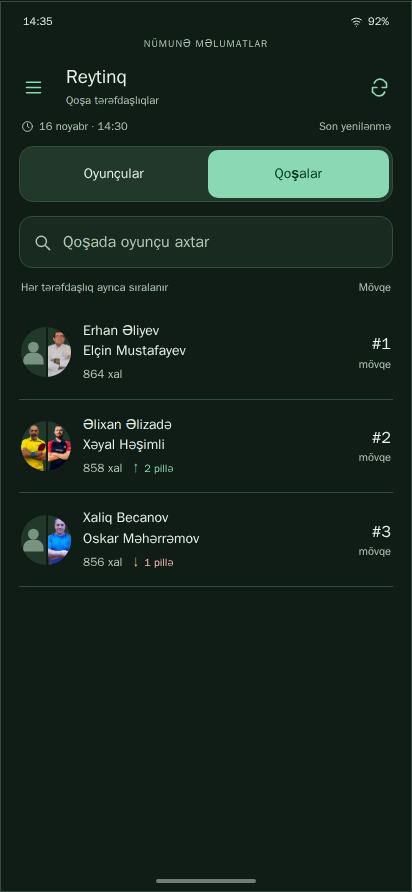 14:35 92%
NÜMUNƏ MƏLUMATLAR
Reytinq
Qoşa tərəfdaşlıqlar
16 noyabr · 14:30 Son yenilənmə
Oyunçular Qoşalar
Qoşada oyunçu axtar
Hər tərəfdaşlıq ayrıca sıralanır Mövqe
Erhan Əliyev
Elçin Mustafayev
864 xal
#1
mövqe
Əlixan Əlizadə
Xəyal Həşimli
858 xal ↑ 2 pillə
#2
mövqe
Xaliq Becanov
Oskar Məhərrəmov
856 xal ↓ 1 pillə
#3
mövqe